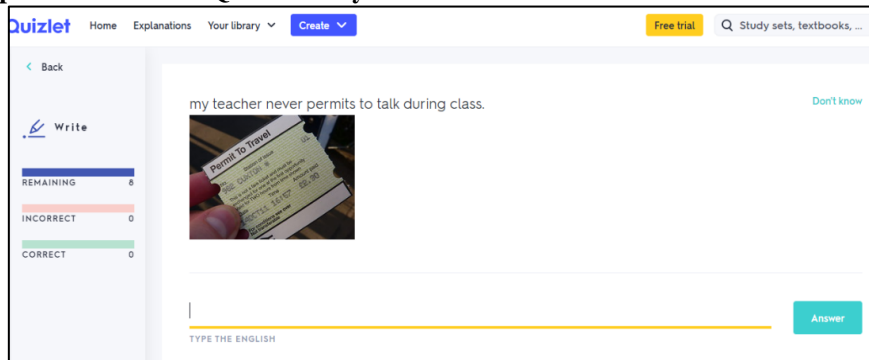 Quizlet Home Explanations Your library Create Free trial Study sets, textbooks, ...
Back
my teacher never permits to talk during class. Don't know
Write
Permit To Travel
REMAINING 8
INCORRECT 0
CORRECT 0
Answer
TYPE THE ENGLISH